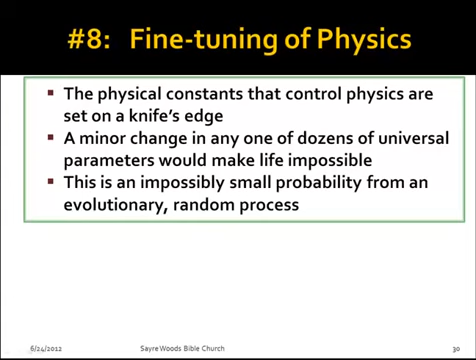 #8: Fine-tuning of Physics
▪ The physical constants that control physics are
set on a knife's edge
▪ A minor change in any one of dozens of universal
parameters would make life impossible
▪ This is an impossibly small probability from an
evolutionary, random process
6/24/2012 Sayre Woods Bible Church 30